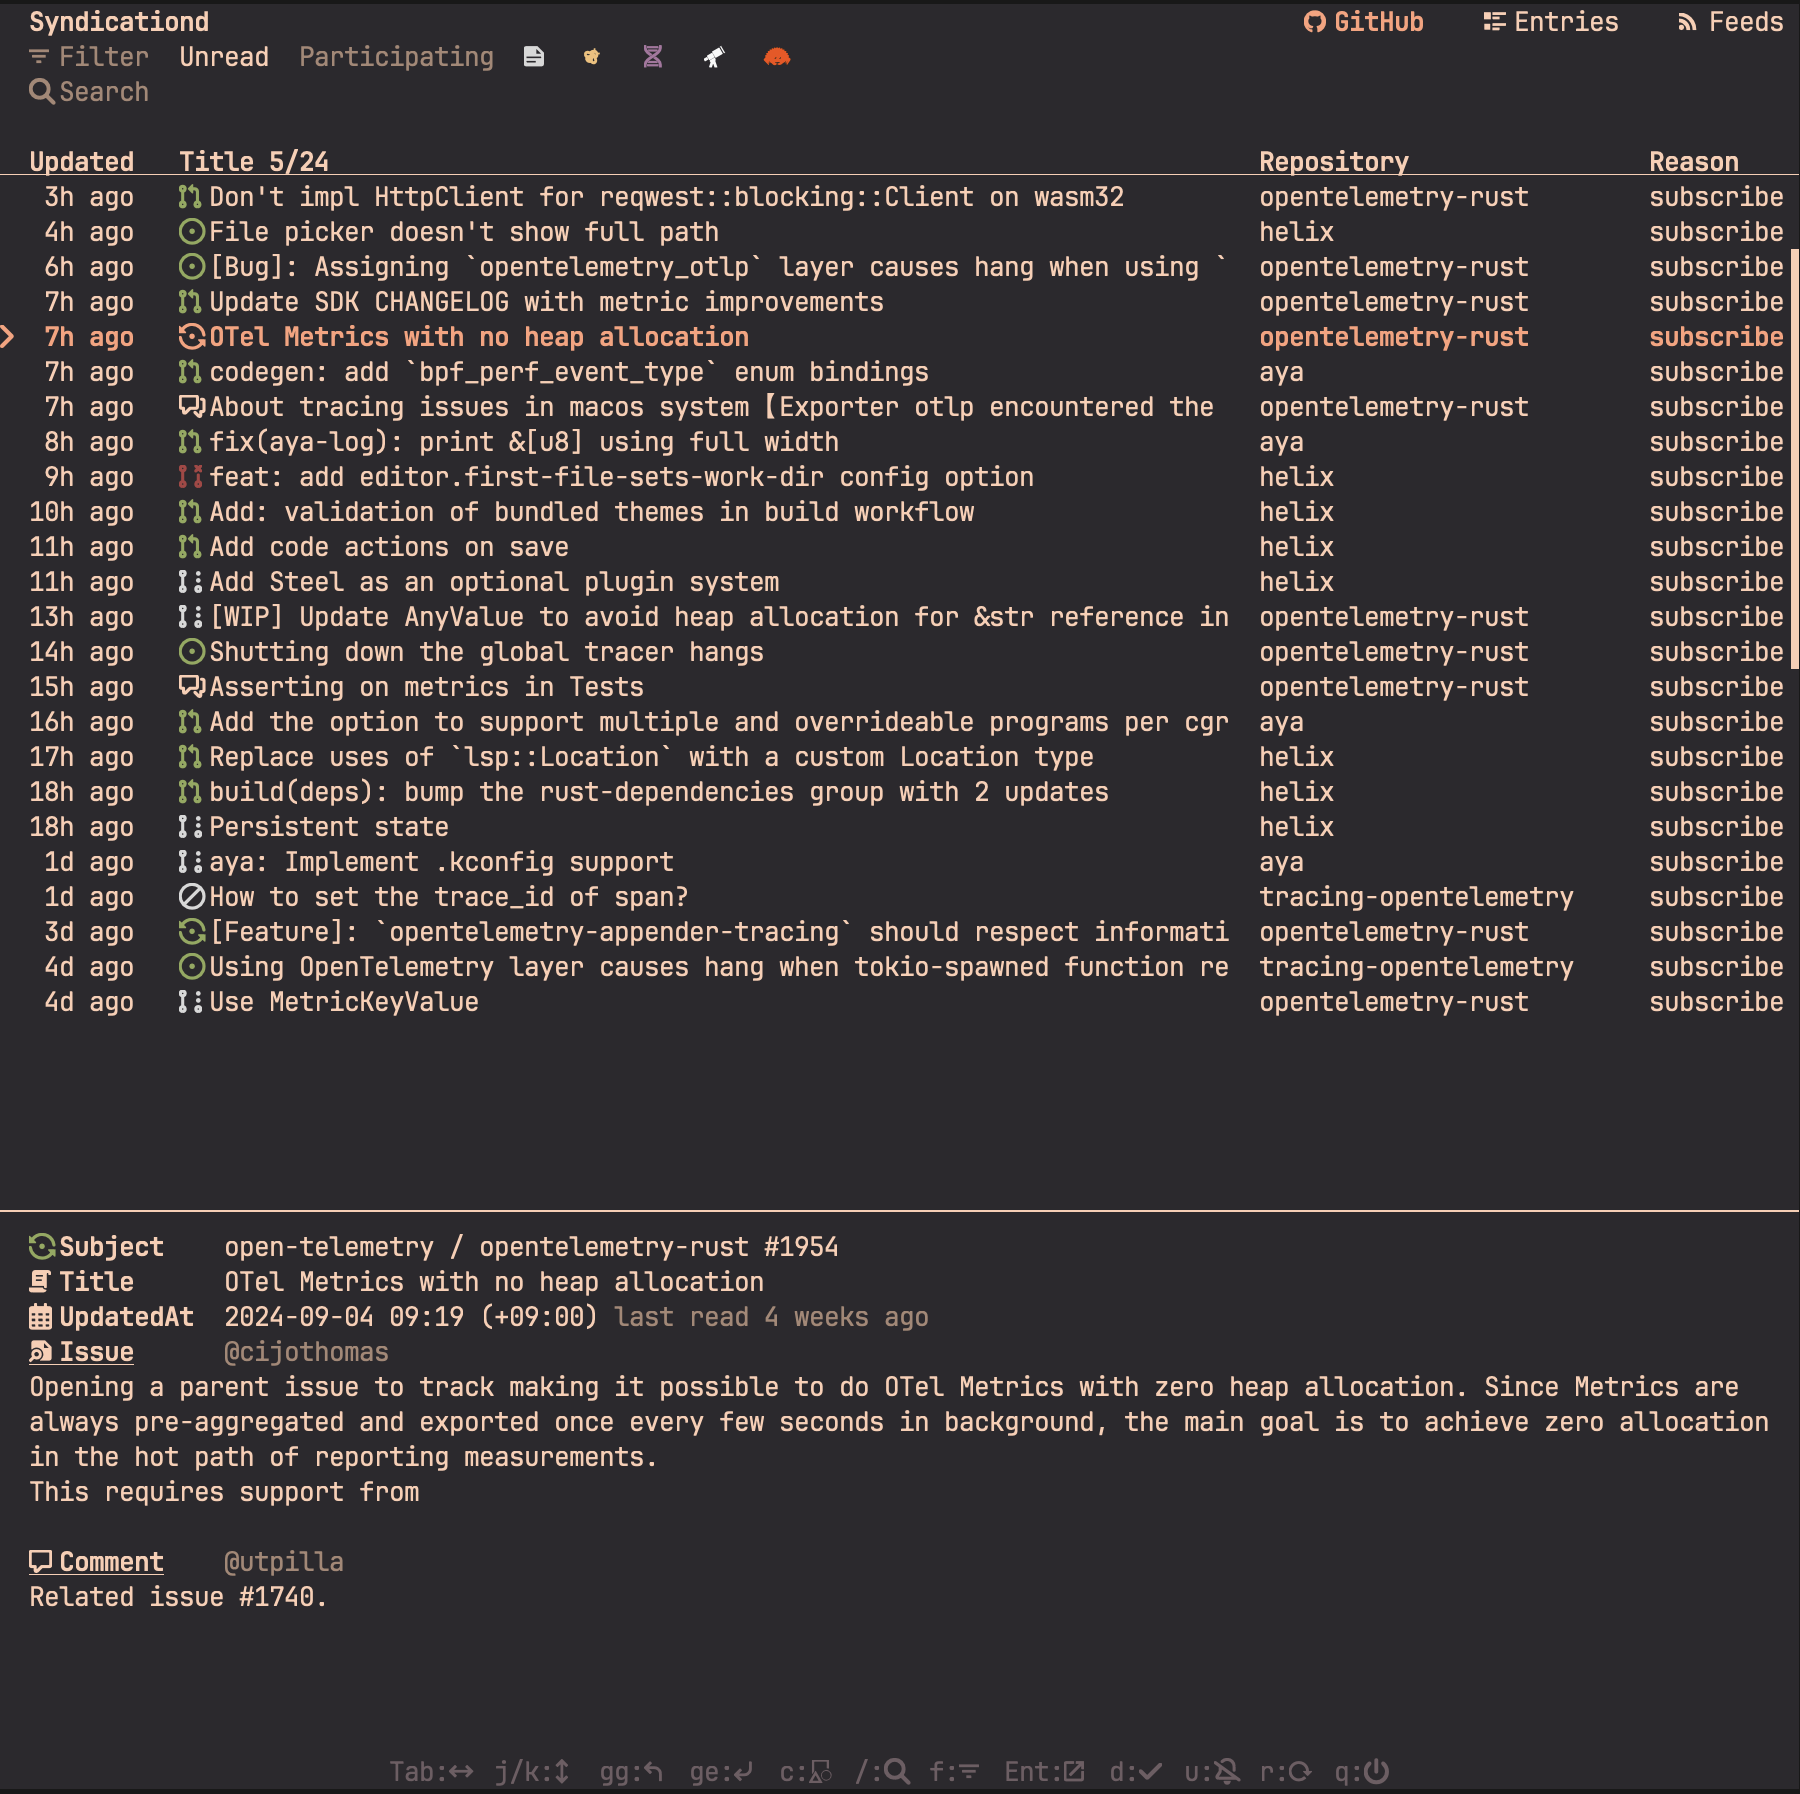 Syndicationd GitHub Entries Feeds
Filter Unread Participating
Search
Updated Title 5/24 Repository Reason
3h ago Don't impl HttpClient for reqwest::blocking::Client on wasm32 opentelemetry-rust subscribe
4h ago File picker doesn't show full path helix subscribe
6h ago [Bug]: Assigning `opentelemetry_otlp` layer causes hang when using ` opentelemetry-rust subscribe
7h ago Update SDK CHANGELOG with metric improvements opentelemetry-rust subscribe
7h ago OTel Metrics with no heap allocation opentelemetry-rust subscribe
7h ago codegen: add `bpf_perf_event_type` enum bindings aya subscribe
7h ago About tracing issues in macos system【Exporter otlp encountered the opentelemetry-rust subscribe
8h ago fix(aya-log): print &[u8] using full width aya subscribe
9h ago feat: add editor.first-file-sets-work-dir config option helix subscribe
10h ago Add: validation of bundled themes in build workflow helix subscribe
11h ago Add code actions on save helix subscribe
11h ago Add Steel as an optional plugin system helix subscribe
13h ago [WIP] Update AnyValue to avoid heap allocation for &str reference in opentelemetry-rust subscribe
14h ago Shutting down the global tracer hangs opentelemetry-rust subscribe
15h ago Asserting on metrics in Tests opentelemetry-rust subscribe
16h ago Add the option to support multiple and overrideable programs per cgr aya subscribe
17h ago Replace uses of `lsp::Location` with a custom Location type helix subscribe
18h ago build(deps): bump the rust-dependencies group with 2 updates helix subscribe
18h ago Persistent state helix subscribe
1d ago aya: Implement .kconfig support aya subscribe
1d ago How to set the trace_id of span? tracing-opentelemetry subscribe
3d ago [Feature]: `opentelemetry-appender-tracing` should respect informati opentelemetry-rust subscribe
4d ago Using OpenTelemetry layer causes hang when tokio-spawned function re tracing-opentelemetry subscribe
4d ago Use MetricKeyValue opentelemetry-rust subscribe
Subject open-telemetry / opentelemetry-rust #1954
Title OTel Metrics with no heap allocation
UpdatedAt 2024-09-04 09:19 (+09:00) last read 4 weeks ago
Issue @cijothomas
Opening a parent issue to track making it possible to do OTel Metrics with zero heap allocation. Since Metrics are
always pre-aggregated and exported once every few seconds in background, the main goal is to achieve zero allocation
in the hot path of reporting measurements.
This requires support from
Comment @utpilla
Related issue #1740.
Tab:↔ j/k:↕ gg: ge: c: /: f: Ent: d: u: r: q: